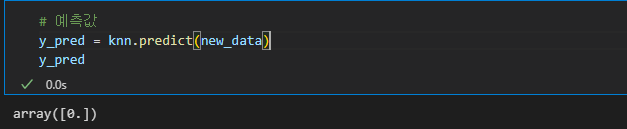 # 예측값
y_pred = knn.predict(new_data)
y_pred
0.0s
array([0.])